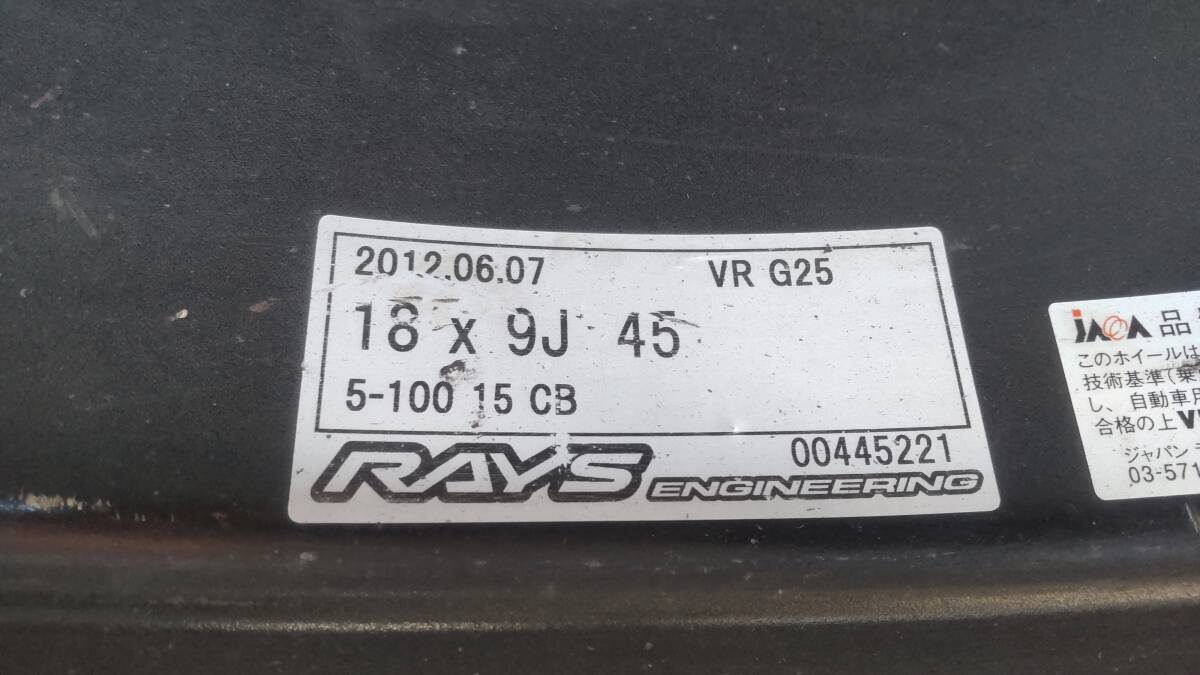 2012.06.07 VR G25
18 x 9J 45
5-100 15 CB
00445221
RAYS ENGINEERING
JAWA 品
このホイールは
技術基準(乗
し、自動車用
合格の上V
ジャパン
03-571